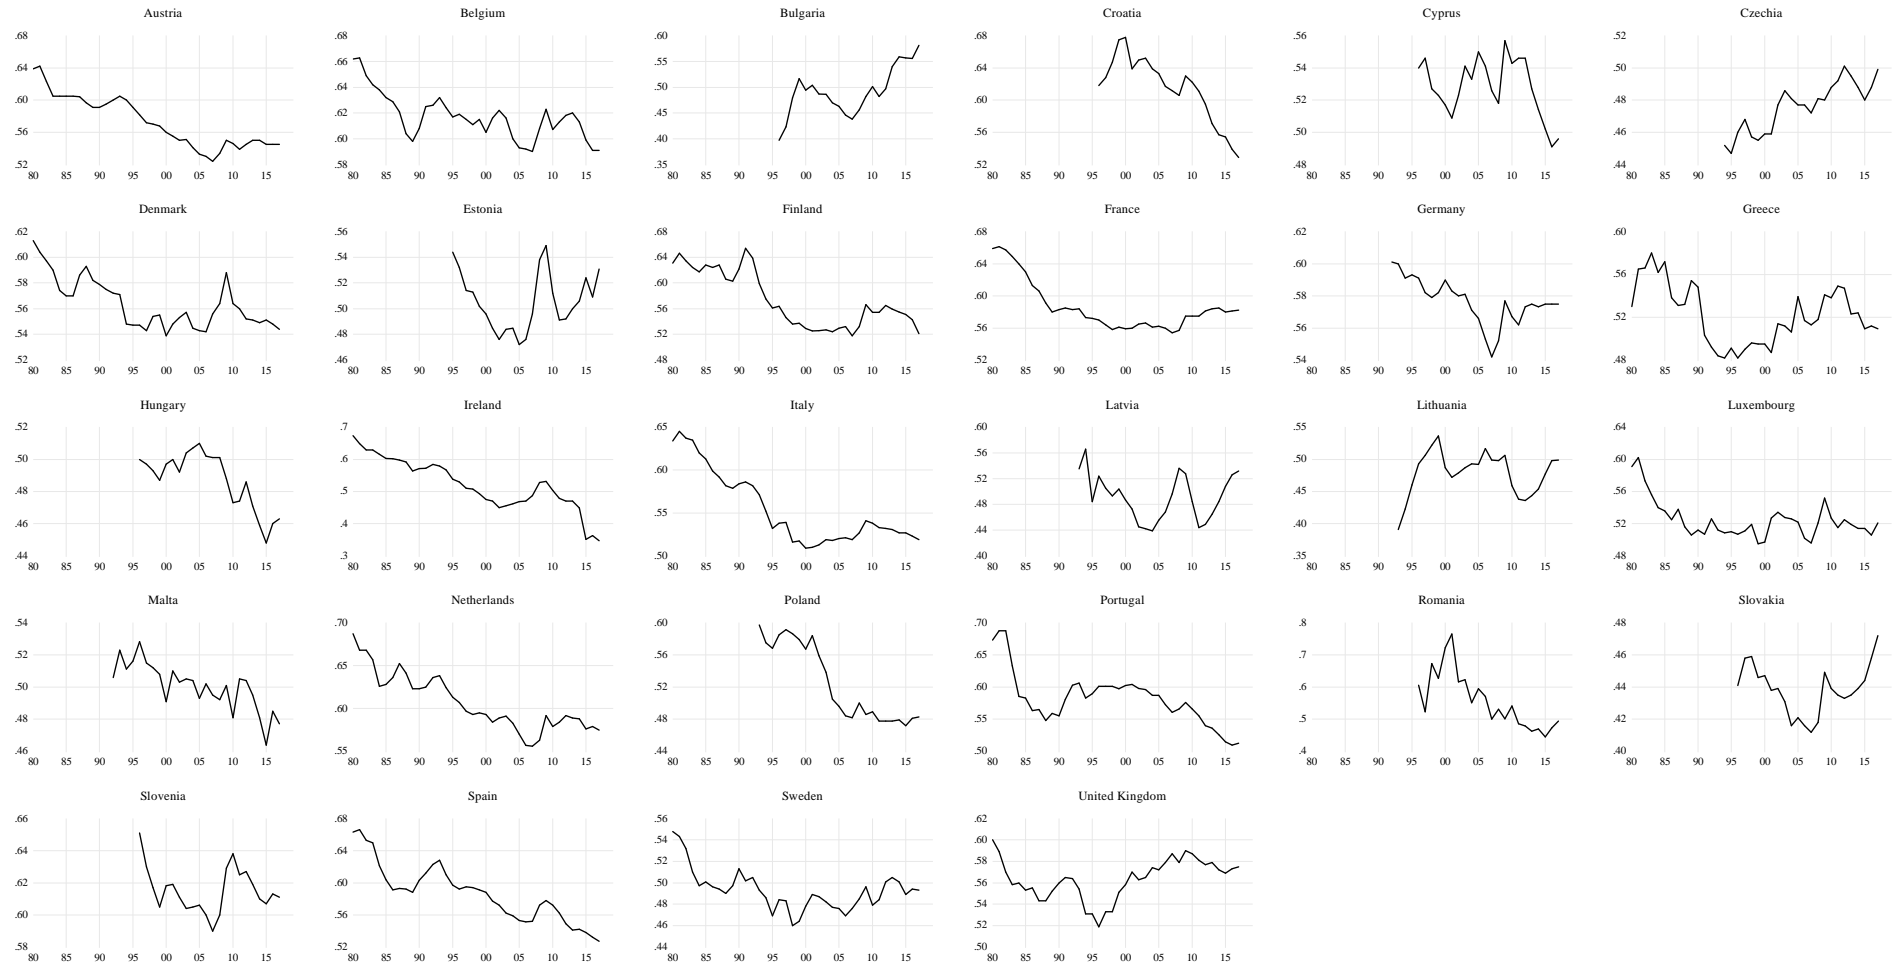 Austria Belgium Bulgaria Croatia Cyprus Czechia
.68 .68 .60 .68 .56 .52
.66 .55
.64 .64 .50 .64 .54 .50
.62 .45
.60 .60 .60 .52 .48
.56 .60 .40 .56 .50 .46
.52 .58 .35 .52 .48 .44
80 85 90 95 00 05 10 15 80 85 90 95 00 05 10 15 80 85 90 95 00 05 10 15 80 85 90 95 00 05 10 15 80 85 90 95 00 05 10 15 80 85 90 95 00 05 10 15
Denmark Estonia Finland France Germany Greece
.62 .56 .68 .68 .62 .60
.60 .54 .64 .64 .60 .56
.58 .52 .60 .60 .58 .52
.56 .50 .56 .56 .56 .48
.54 .48 .52 .52 .54
.52 .46 .48
80 85 90 95 00 05 10 15 80 85 90 95 00 05 10 15 80 85 90 95 00 05 10 15 80 85 90 95 00 05 10 15 80 85 90 95 00 05 10 15 80 85 90 95 00 05 10 15
Hungary Ireland Italy Latvia Lithuania Luxembourg
.52 .7 .65 .60 .55 .64
.50 .6 .60 .56 .50 .60
.48 .5 .55 .52 .45 .56
.46 .4 .50 .48 .40 .52
.44 .3 .44 .35 .48
.40
80 85 90 95 00 05 10 15 80 85 90 95 00 05 10 15 80 85 90 95 00 05 10 15 80 85 90 95 00 05 10 15 80 85 90 95 00 05 10 15 80 85 90 95 00 05 10 15
Malta Netherlands Poland Portugal Romania Slovakia
.54 .70 .60 .70 .8 .48
.52 .65 .56 .65 .7 .46
.50 .60 .52 .60 .6 .44
.48 .55 .48 .55 .5 .42
.46 .44 .50 .4 .40
80 85 90 95 00 05 10 15 80 85 90 95 00 05 10 15 80 85 90 95 00 05 10 15 80 85 90 95 00 05 10 15 80 85 90 95 00 05 10 15 80 85 90 95 00 05 10 15
Slovenia Spain Sweden United Kingdom
.66 .68 .56 .62
.64 .64 .54 .60
.62 .60 .52 .58
.60 .56 .50 .56
.58 .52 .48 .54
.46 .52
.44 .50
80 85 90 95 00 05 10 15 80 85 90 95 00 05 10 15 80 85 90 95 00 05 10 15 80 85 90 95 00 05 10 15